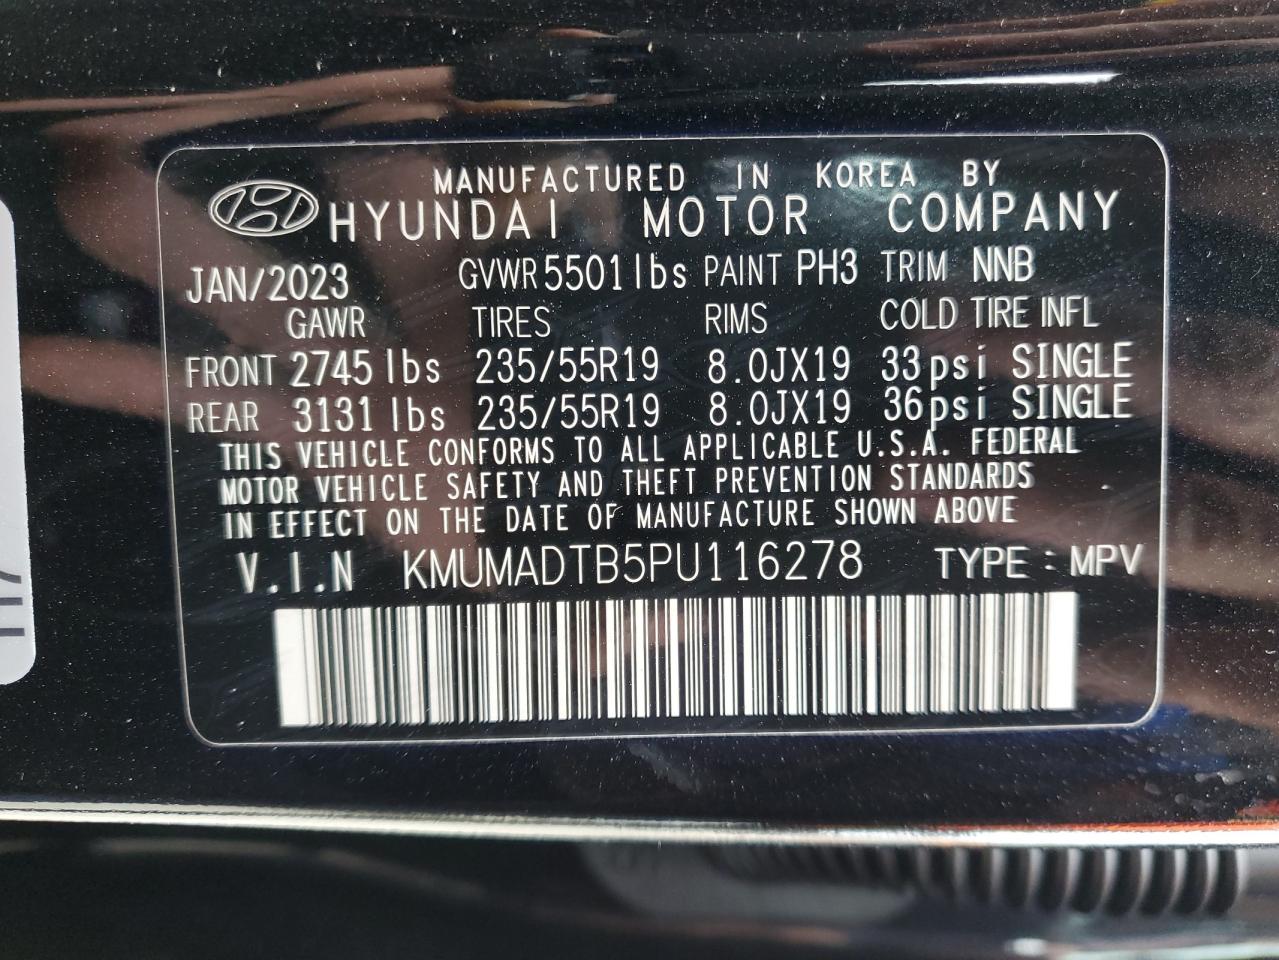 MANUFACTURED IN KOREA BY
HYUNDAI MOTOR COMPANY
JAN/2023 GVWR 5501lbs PAINT PH3 TRIM NNB
GAWR TIRES RIMS COLD TIRE INFL
FRONT 2745 lbs 235/55R19 8.0JX19 33psi SINGLE
REAR 3131 lbs 235/55R19 8.0JX19 36psi SINGLE
THIS VEHICLE CONFORMS TO ALL APPLICABLE U.S.A. FEDERAL
MOTOR VEHICLE SAFETY AND THEFT PREVENTION STANDARDS
IN EFFECT ON THE DATE OF MANUFACTURE SHOWN ABOVE
V.I.N KMUMADTB5PU116278 TYPE : MPV